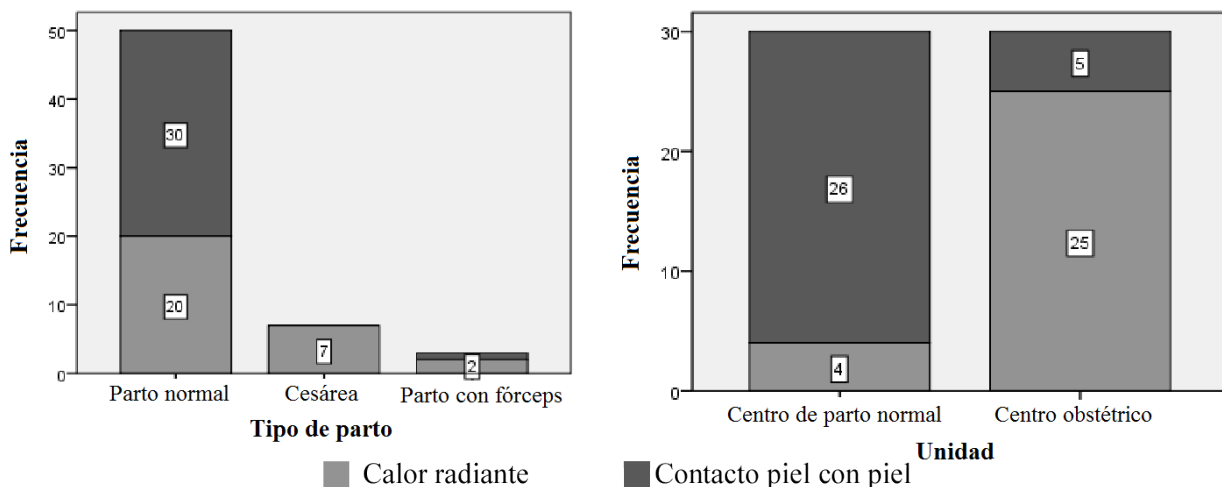 50
40
30
20
10
0
Frecuencia
30
20
7
2
Parto normal
Cesárea
Parto con fórceps
Tipo de parto
30
20
10
0
Frecuencia
26
4
5
25
Centro de parto normal
Centro obstétrico
Unidad
Calor radiante
Contacto piel con piel